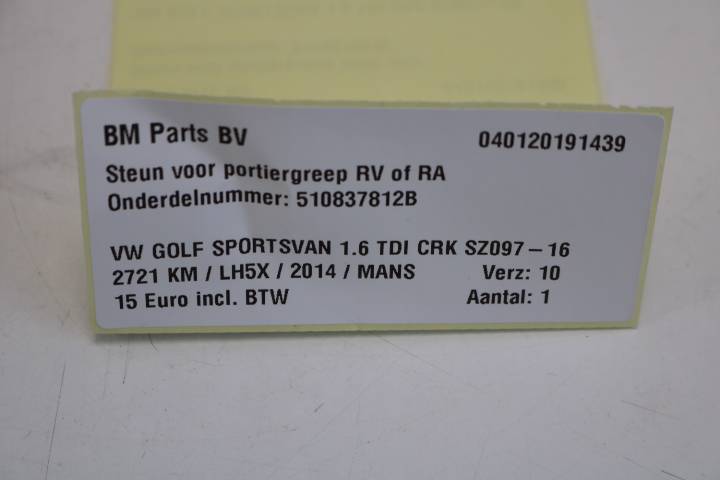 BM Parts BV 040120191439
Steun voor portiergreep RV of RA
Onderdelnummer: 510837812B
VW GOLF SPORTSVAN 1.6 TDI CRK SZ097-16
2721 KM / LH5X / 2014 / MANS Verz: 10
15 Euro incl. BTW Aantal: 1